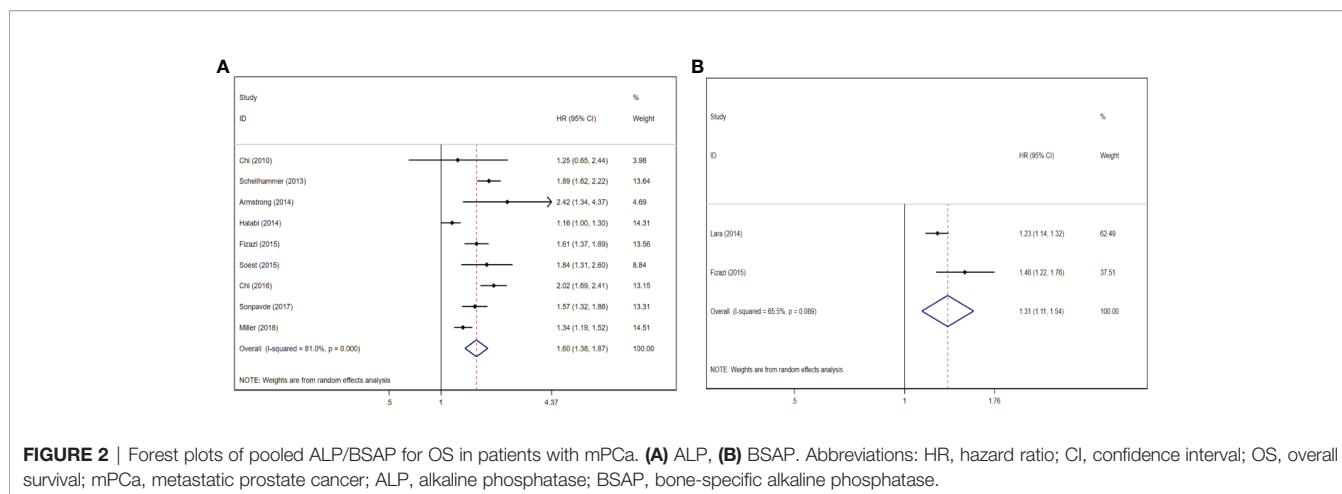 A
Study %
ID HR (95% CI) Weight
Chi (2010) 1.25 (0.65, 2.44) 3.98
Schellhammer (2013) 1.89 (1.62, 2.22) 13.64
Armstrong (2014) 2.42 (1.34, 4.37) 4.69
Halabi (2014) 1.16 (1.00, 1.30) 14.31
Fizazi (2015) 1.61 (1.37, 1.89) 13.56
Soest (2015) 1.84 (1.31, 2.60) 8.84
Chi (2016) 2.02 (1.69, 2.41) 13.15
Sonpavde (2017) 1.57 (1.32, 1.86) 13.31
Miller (2018) 1.34 (1.19, 1.52) 14.51
Overall (I-squared = 81.0%, p = 0.000) 1.60 (1.38, 1.87) 100.00
NOTE: Weights are from random effects analysis
.5 1 4.37
B
Study %
ID HR (95% CI) Weight
Lara (2014) 1.23 (1.14, 1.32) 62.49
Fizazi (2015) 1.46 (1.22, 1.76) 37.51
Overall (I-squared = 65.5%, p = 0.089) 1.31 (1.11, 1.54) 100.00
NOTE: Weights are from random effects analysis
.5 1 1.76
FIGURE 2 | Forest plots of pooled ALP/BSAP for OS in patients with mPCa. (A) ALP, (B) BSAP. Abbreviations: HR, hazard ratio; CI, confidence interval; OS, overall
survival; mPCa, metastatic prostate cancer; ALP, alkaline phosphatase; BSAP, bone-specific alkaline phosphatase.